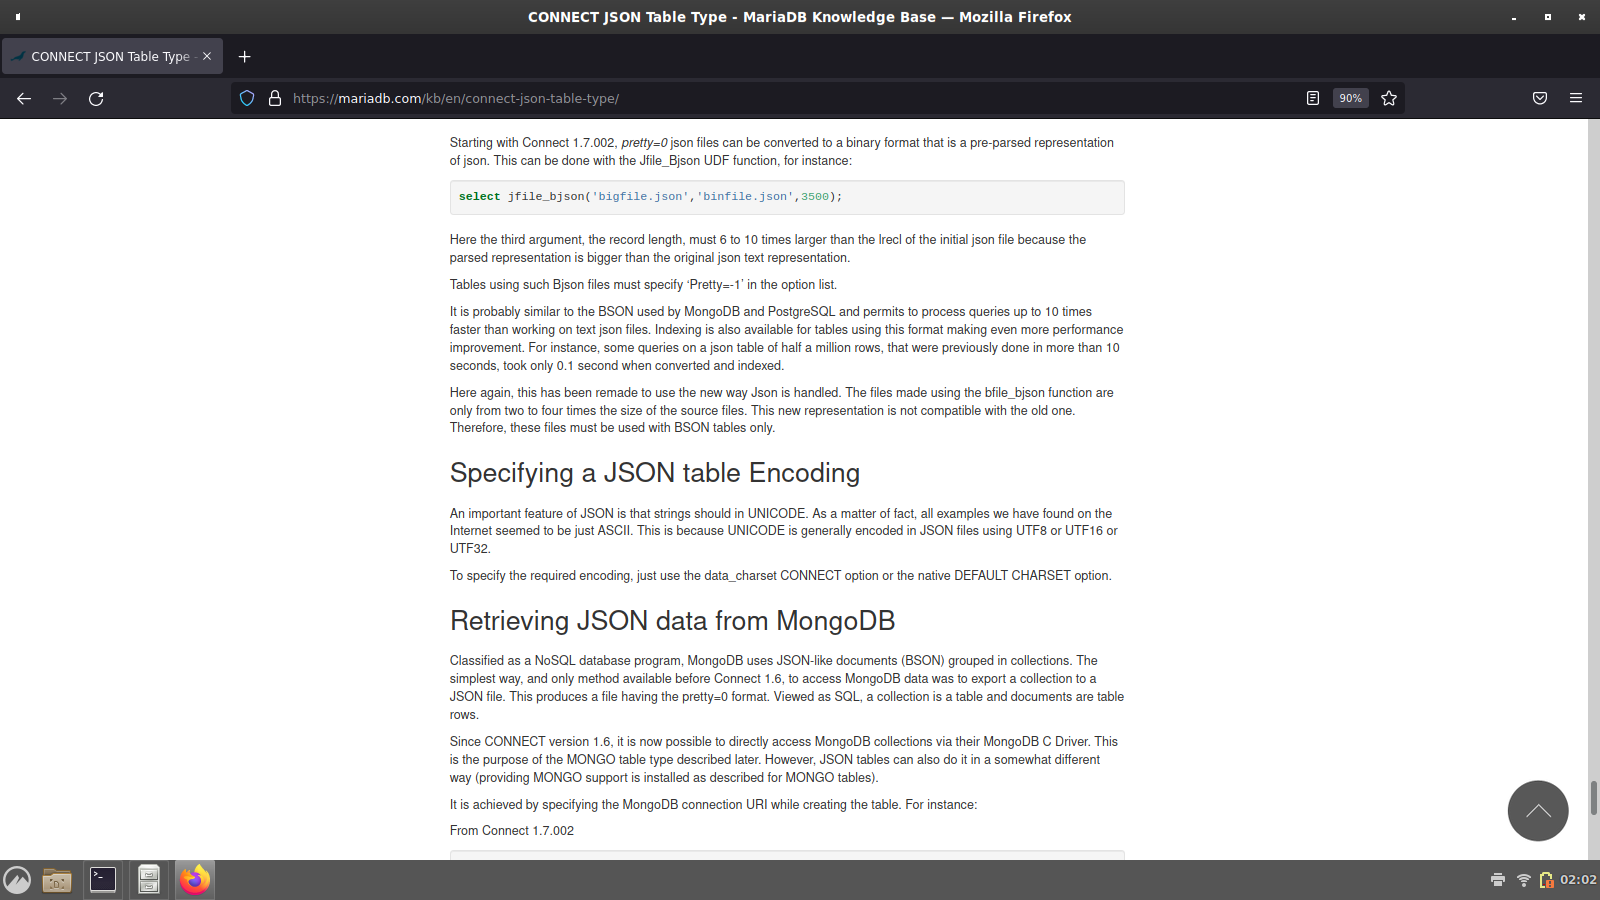 CONNECT JSON Table Type - MariaDB Knowledge Base — Mozilla Firefox
CONNECT JSON Table Type -
https://mariadb.com/kb/en/connect-json-table-type/
90%
Starting with Connect 1.7.002, pretty=0 json files can be converted to a binary format that is a pre-parsed representation
of json. This can be done with the Jfile_Bjson UDF function, for instance:
select jfile_bjson('bigfile.json','binfile.json',3500);
Here the third argument, the record length, must 6 to 10 times larger than the lrecl of the initial json file because the
parsed representation is bigger than the original json text representation.
Tables using such Bjson files must specify ‘Pretty=-1’ in the option list.
It is probably similar to the BSON used by MongoDB and PostgreSQL and permits to process queries up to 10 times
faster than working on text json files. Indexing is also available for tables using this format making even more performance
improvement. For instance, some queries on a json table of half a million rows, that were previously done in more than 10
seconds, took only 0.1 second when converted and indexed.
Here again, this has been remade to use the new way Json is handled. The files made using the bfile_bjson function are
only from two to four times the size of the source files. This new representation is not compatible with the old one.
Therefore, these files must be used with BSON tables only.
Specifying a JSON table Encoding
An important feature of JSON is that strings should in UNICODE. As a matter of fact, all examples we have found on the
Internet seemed to be just ASCII. This is because UNICODE is generally encoded in JSON files using UTF8 or UTF16 or
UTF32.
To specify the required encoding, just use the data_charset CONNECT option or the native DEFAULT CHARSET option.
Retrieving JSON data from MongoDB
Classified as a NoSQL database program, MongoDB uses JSON-like documents (BSON) grouped in collections. The
simplest way, and only method available before Connect 1.6, to access MongoDB data was to export a collection to a
JSON file. This produces a file having the pretty=0 format. Viewed as SQL, a collection is a table and documents are table
rows.
Since CONNECT version 1.6, it is now possible to directly access MongoDB collections via their MongoDB C Driver. This
is the purpose of the MONGO table type described later. However, JSON tables can also do it in a somewhat different
way (providing MONGO support is installed as described for MONGO tables).
It is achieved by specifying the MongoDB connection URI while creating the table. For instance:
From Connect 1.7.002
02:02